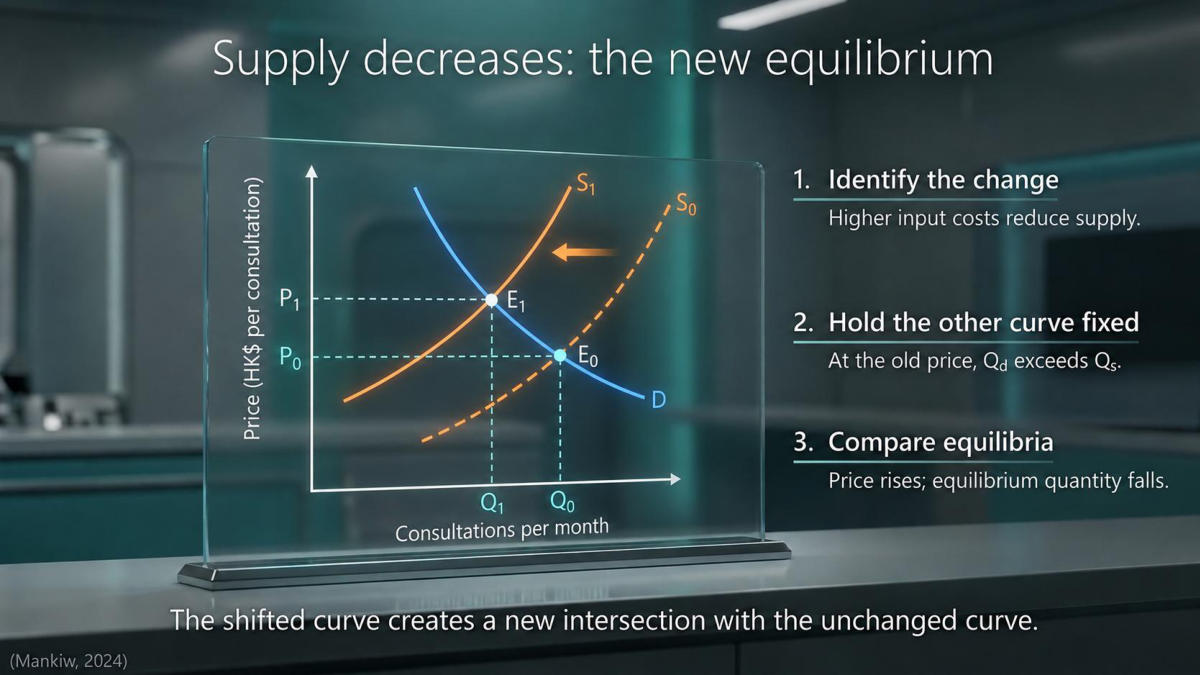 Supply decreases: the new equilibrium
Price (HK$ per consultation)
S₁
S₀
P₁
E₁
P₀
E₀
D
Q₁
Q₀
Consultations per month
1. Identify the change
Higher input costs reduce supply.
2. Hold the other curve fixed
At the old price, Qd exceeds Qₛ.
3. Compare equilibria
Price rises; equilibrium quantity falls.
The shifted curve creates a new intersection with the unchanged curve.
(Mankiw, 2024)